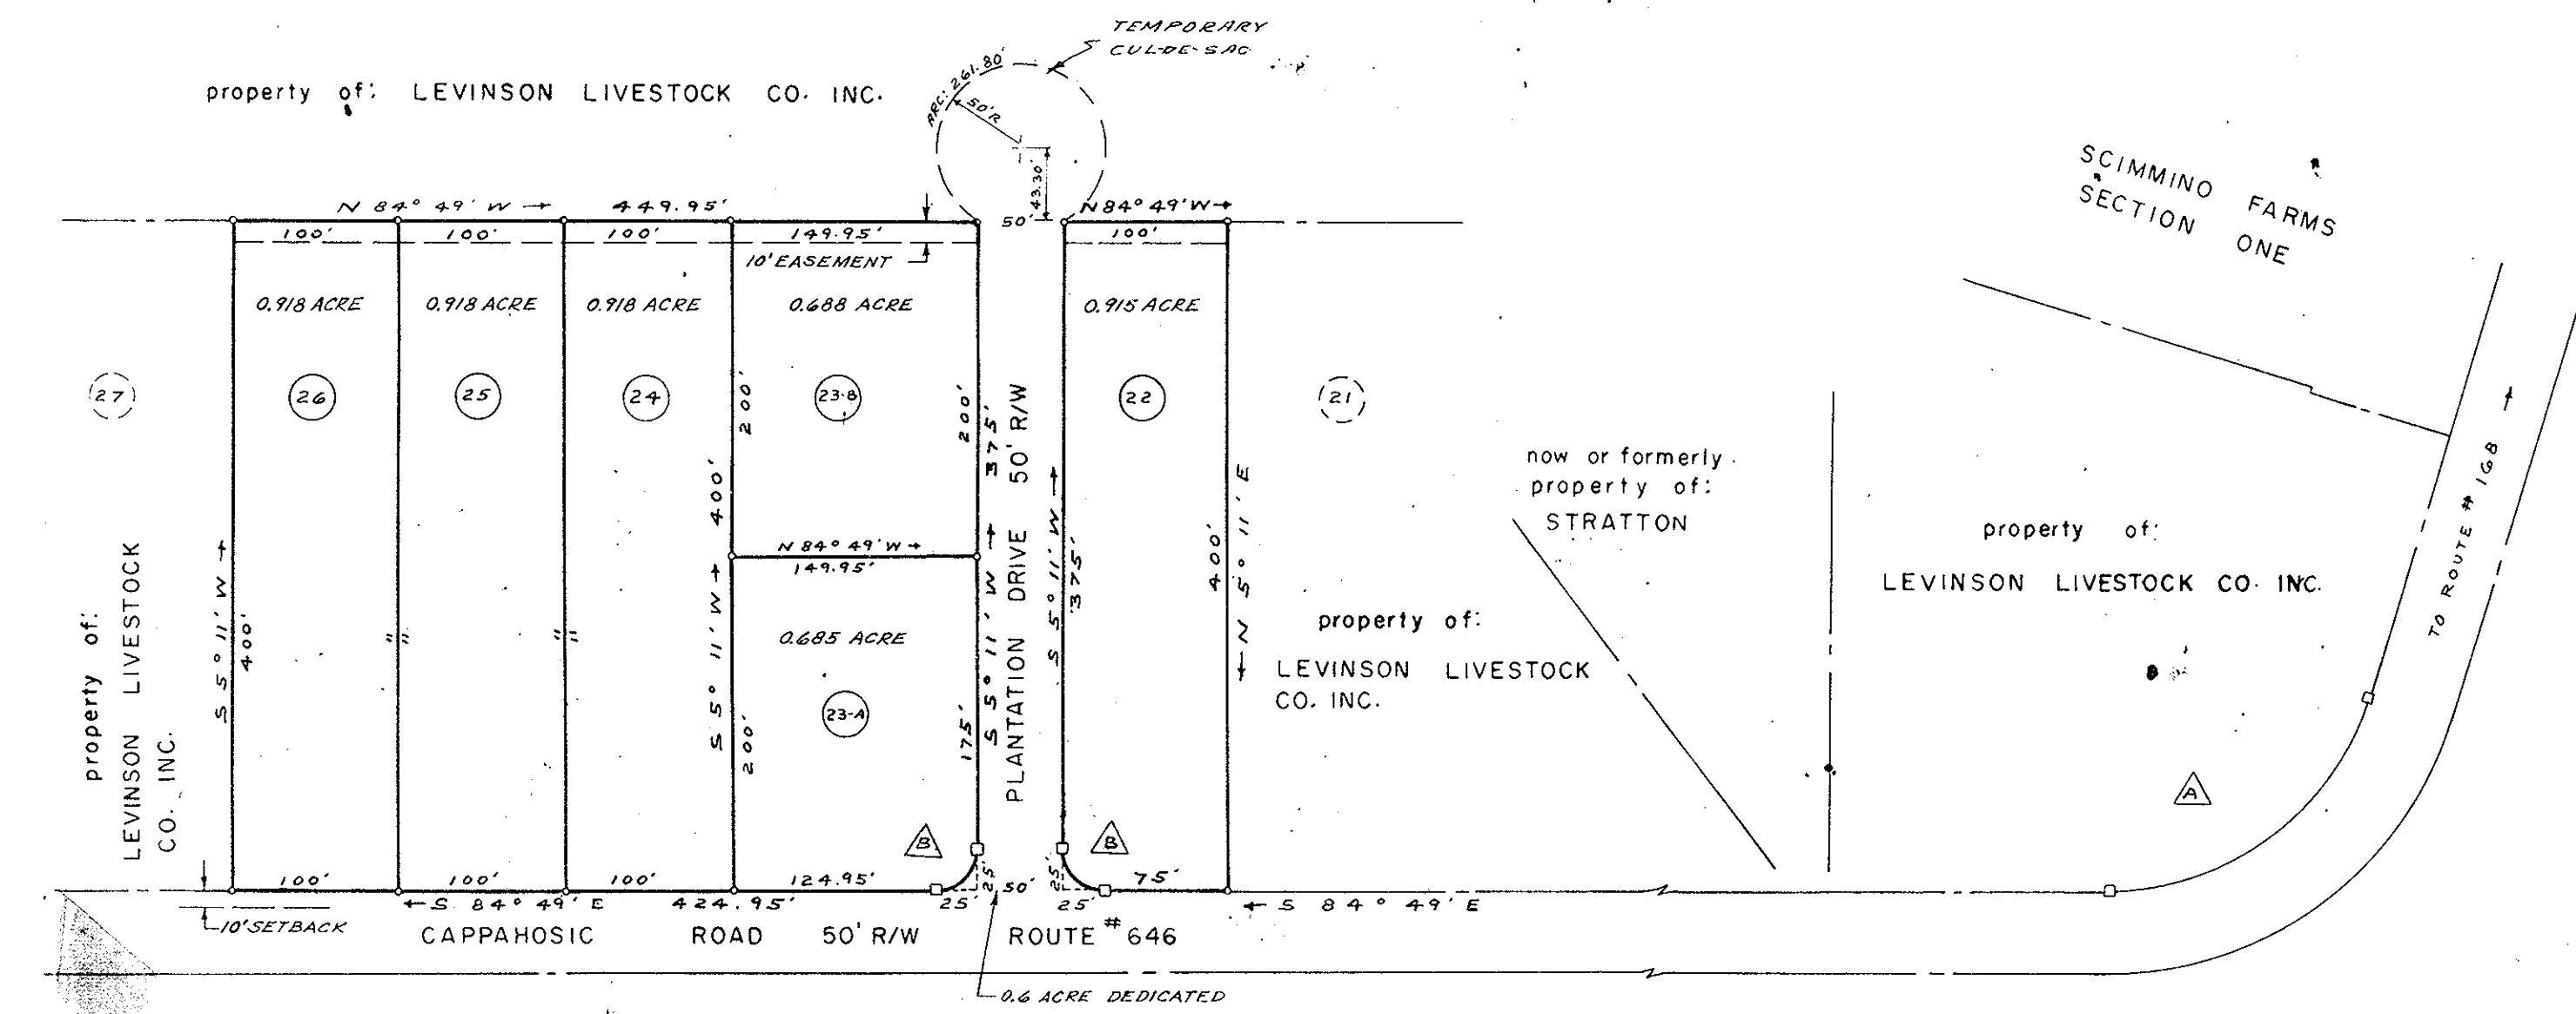 TEMPORARY
CUL-DE-SAC
ARC: 261.80'
50' R
43.30'
property of: LEVINSON LIVESTOCK CO. INC.
SCIMMINO FARMS
SECTION ONE
N 84° 49' W → 449.95'
50'
N 84° 49' W →
100' 100' 100' 149.95' 100'
10' EASEMENT
0.918 ACRE 0.918 ACRE 0.918 ACRE 0.688 ACRE 0.915 ACRE
27 26 25 24 23-B 22 21
property of:
LEVINSON LIVESTOCK
CO. INC.
S 5° 11' W →
400'
" "
" "
200'
400'
S 5° 11' W →
200'
N 84° 49' W →
149.95'
0.685 ACRE
23-A
200'
175'
S 5° 11' W → 375'
PLANTATION DRIVE 50' R/W
S 5° 11' W →
375'
400'
← N 5° 11' E
property of:
LEVINSON LIVESTOCK
CO. INC.
now or formerly
property of:
STRATTON
property of:
LEVINSON LIVESTOCK CO. INC.
TO ROUTE # 168 →
A
B B
25' 25'
100' 100' 100' 124.95' 50' 75'
25' 25'
← S 84° 49' E 424.95'
← S 84° 49' E
10' SETBACK
CAPPAHOSIC ROAD 50' R/W ROUTE # 646
0.6 ACRE DEDICATED